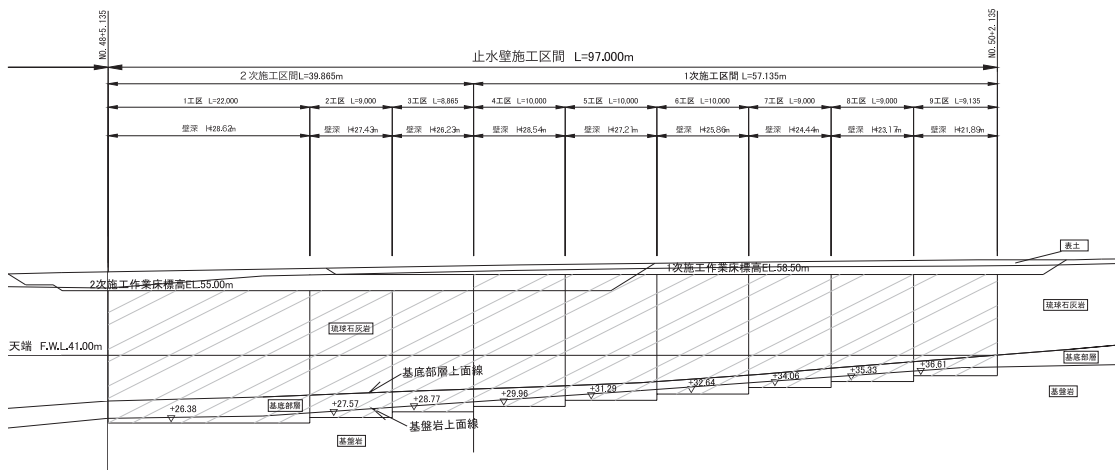 NO.48+5.135
NO.50+2.135
止水壁施工区間 L=97.000m
2次施工区間L=39.865m
1次施工区間 L=57.135m
1工区 L=22,000
2工区 L=9,000
3工区 L=8,865
4工区 L=10,000
5工区 L=10,000
6工区 L=10,000
7工区 L=9,000
8工区 L=9,000
9工区 L=9,135
壁深 H=28.62m
壁深 H=27,43m
壁深 H=26,23m
壁深 H=28,54m
壁深 H=27,21m
壁深 H=25,86m
壁深 H=24,44m
壁深 H=23,17m
壁深 H=21,89m
表土
1次施工作業床標高EL.58.50m
2次施工作業床標高EL.55.00m
琉球石灰岩
琉球石灰岩
天端 F.W.L.41.00m
基底部層
基底部層上面線
+36.61
+35.33
+34.06
+32.64
+31.29
+29.96
+28.77
+27.57
+26.38
基底部層
基盤岩上面線
基盤岩
基盤岩